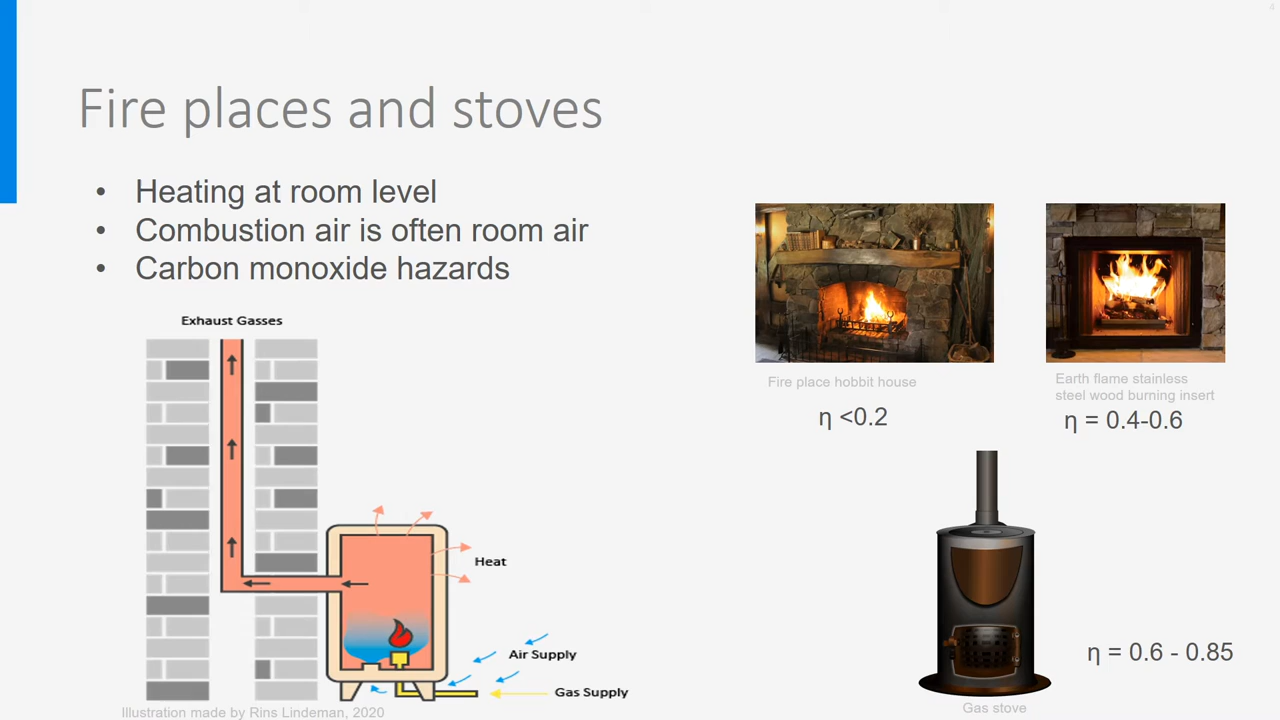 4
Fire places and stoves
• Heating at room level
• Combustion air is often room air
• Carbon monoxide hazards
Exhaust Gasses
Heat
Air Supply
Gas Supply
Illustration made by Rins Lindeman, 2020
Fire place hobbit house
η <0.2
Earth flame stainless
steel wood burning insert
η = 0.4-0.6
η = 0.6 - 0.85
Gas stove